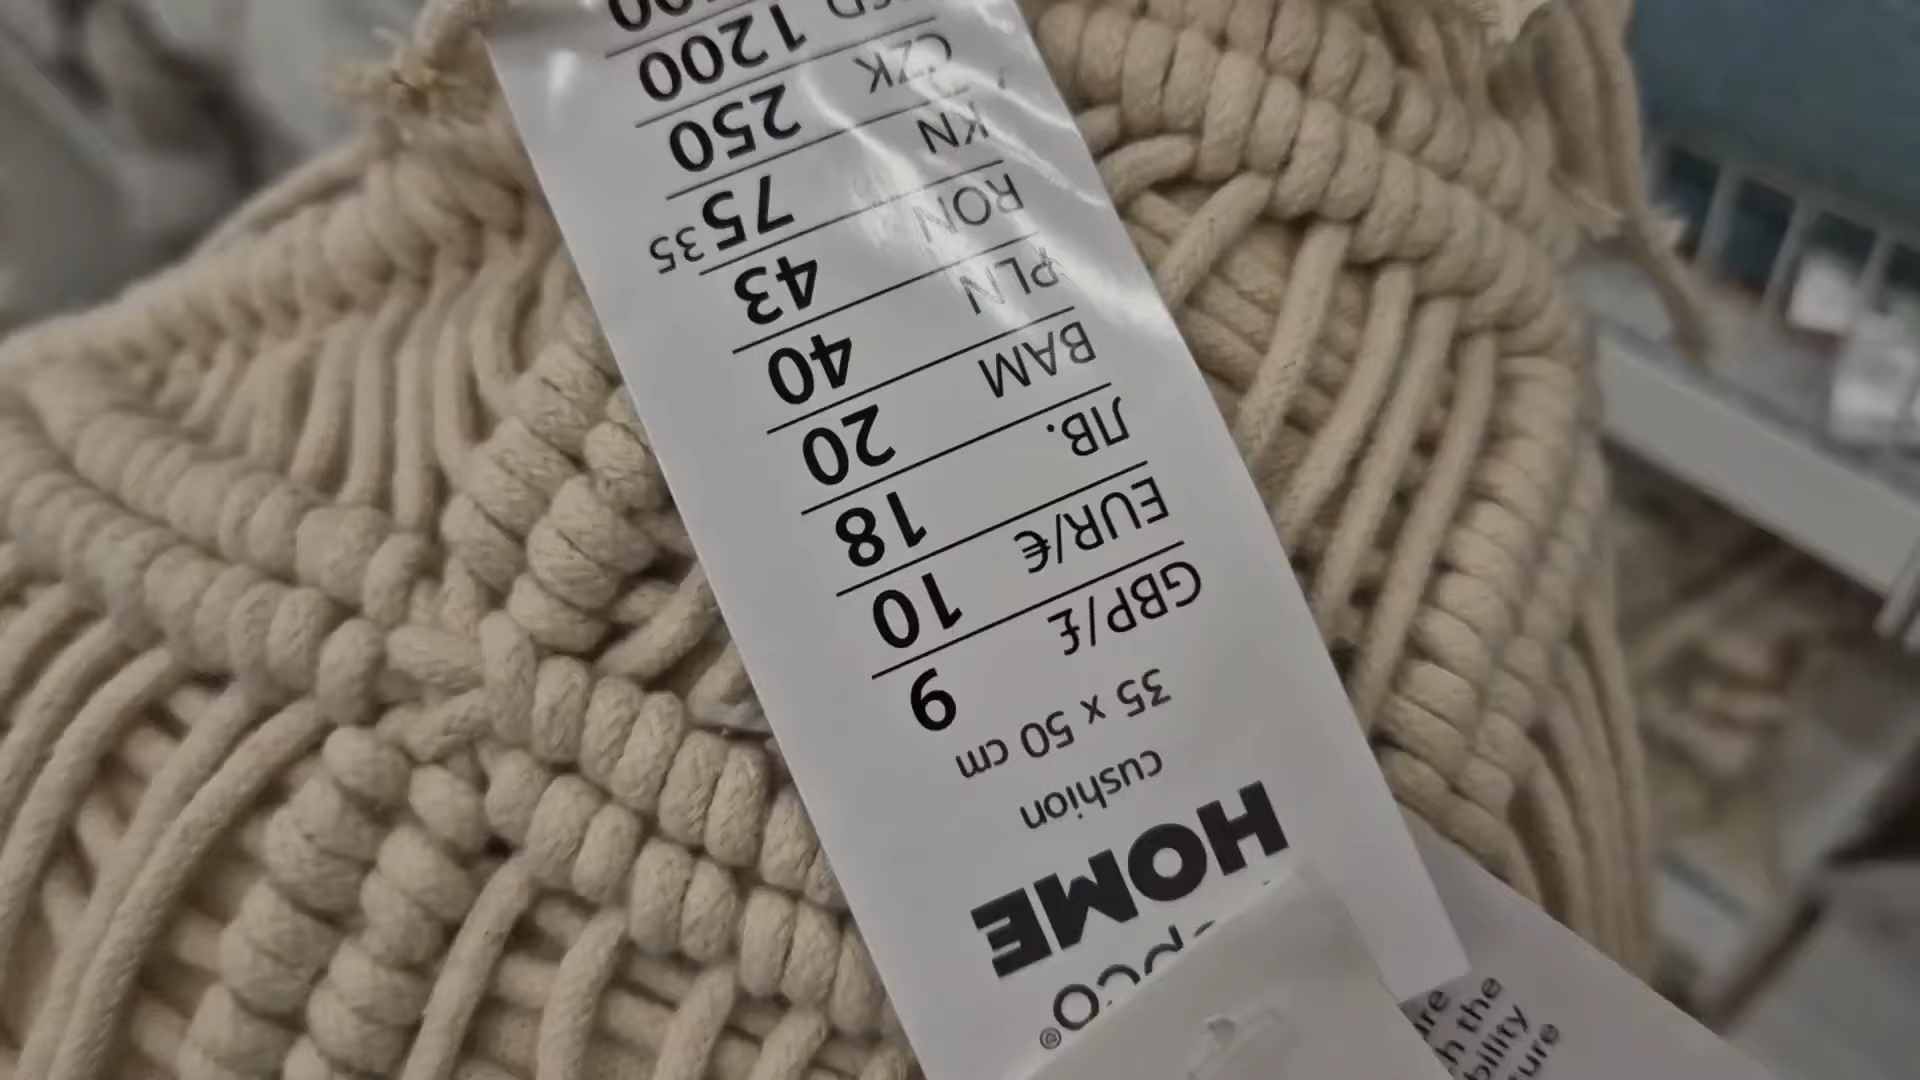 HOME
cushion
35 x 50 cm
GBP/£ 9
EUR/€ 10
ЛВ. 18
BAM 20
PLN 40
RON 43
KN 75 35
CZK 250
1200
the